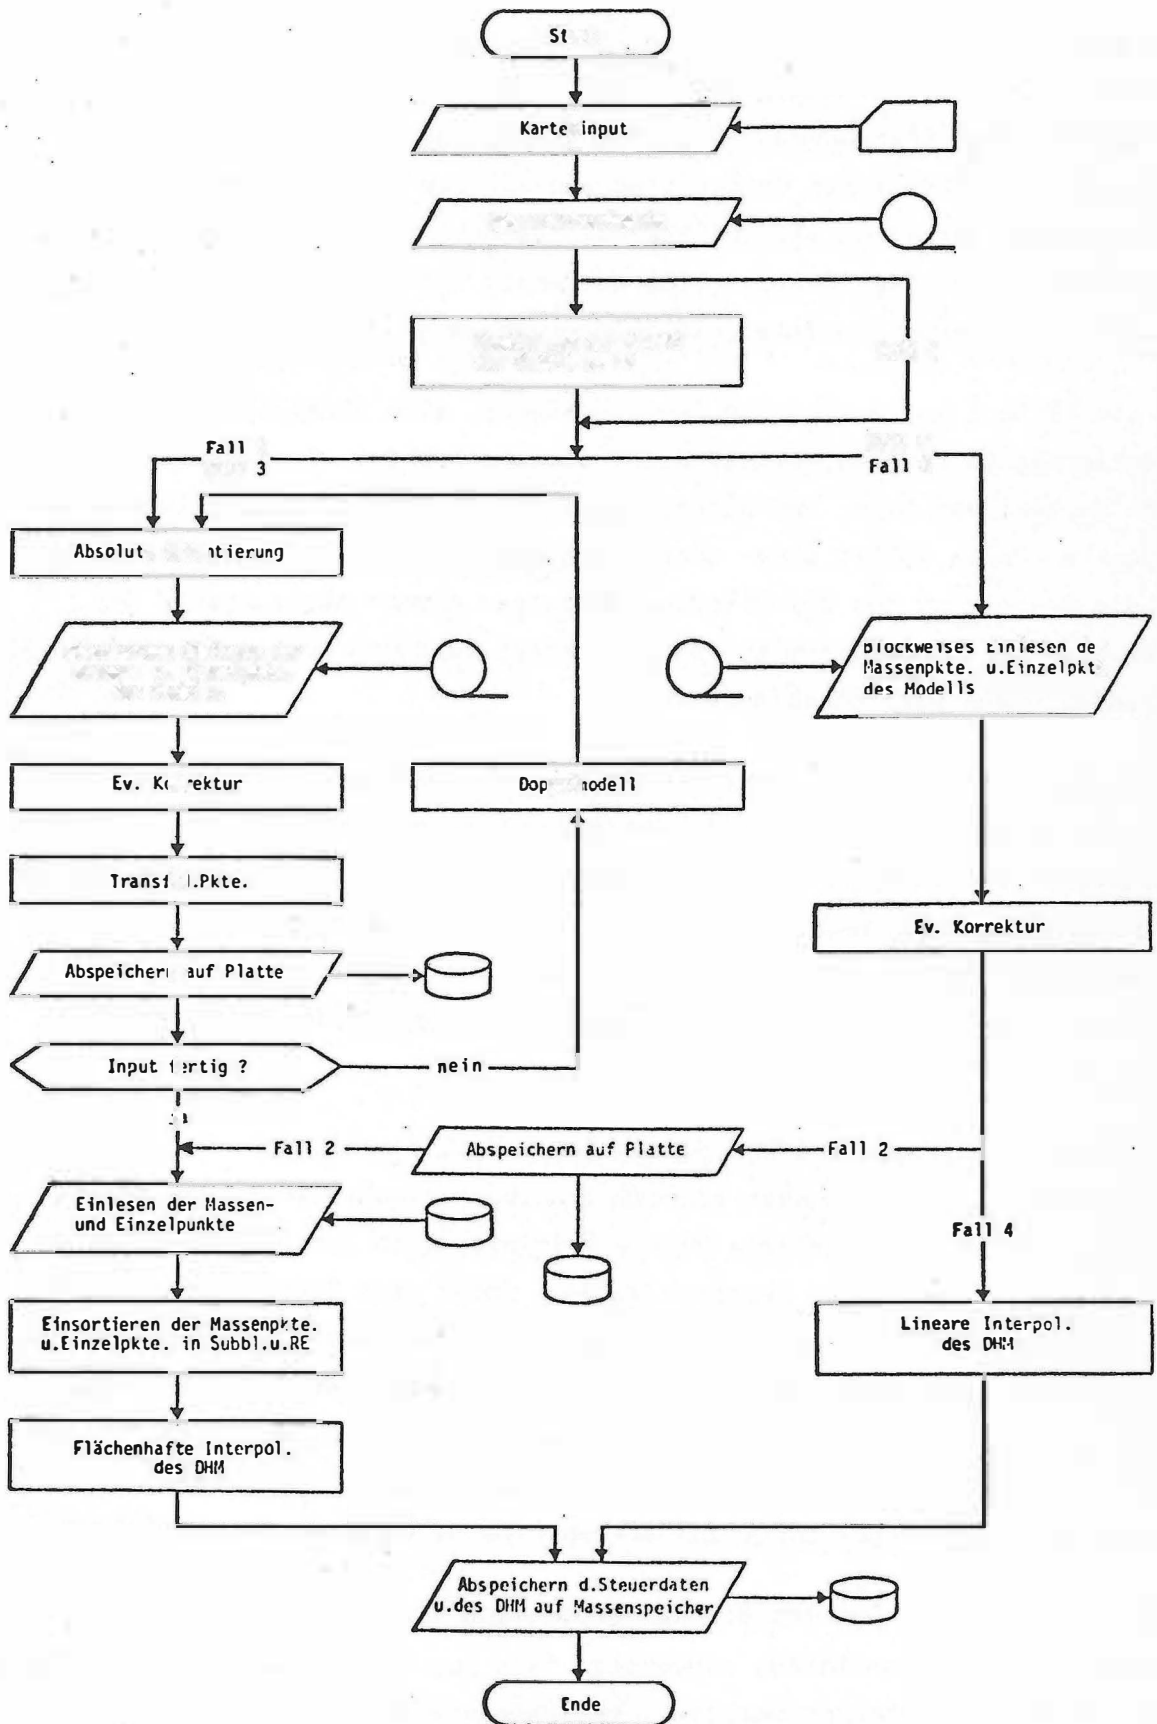 St
Karte input
Fall
3
Fall
Absolut ntierung
Blockweises Einlesen de
Massenpkte. u.Einzelpkt
des Modells
Ev. Ko rektur
Dop modell
Transf .Pkte.
Ev. Korrektur
Abspeichern auf Platte
Input fertig ?
nein
Fall 2
Abspeichern auf Platte
Fall 2
Einlesen der Massen-
und Einzelpunkte
Fall 4
Einsortieren der Massenpkte.
u.Einzelpkte. in Subbl.u.RE
Lineare Interpol.
des DHM
Flächenhafte Interpol.
des DHM
Abspeichern d.Steuerdaten
u.des DHM auf Massenspeicher
Ende